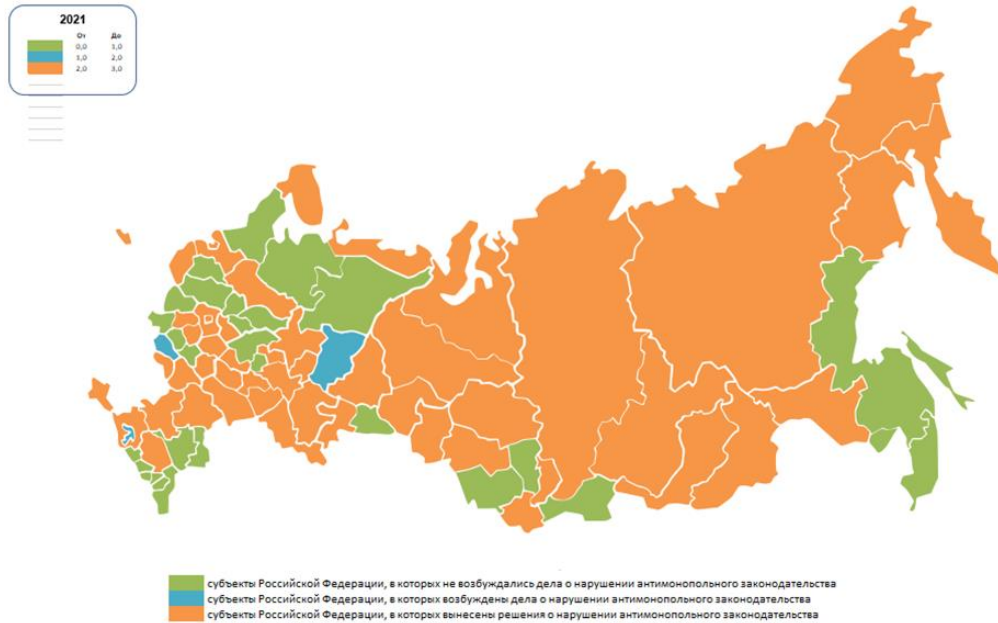 2021
От До
0,0 1,0
1,0 2,0
2,0 3,0
субъекты Российской Федерации, в которых не возбуждались дела о нарушении антимонопольного законодательства
субъекты Российской Федерации, в которых возбуждены дела о нарушении антимонопольного законодательства
субъекты Российской Федерации, в которых вынесены решения о нарушении антимонопольного законодательства